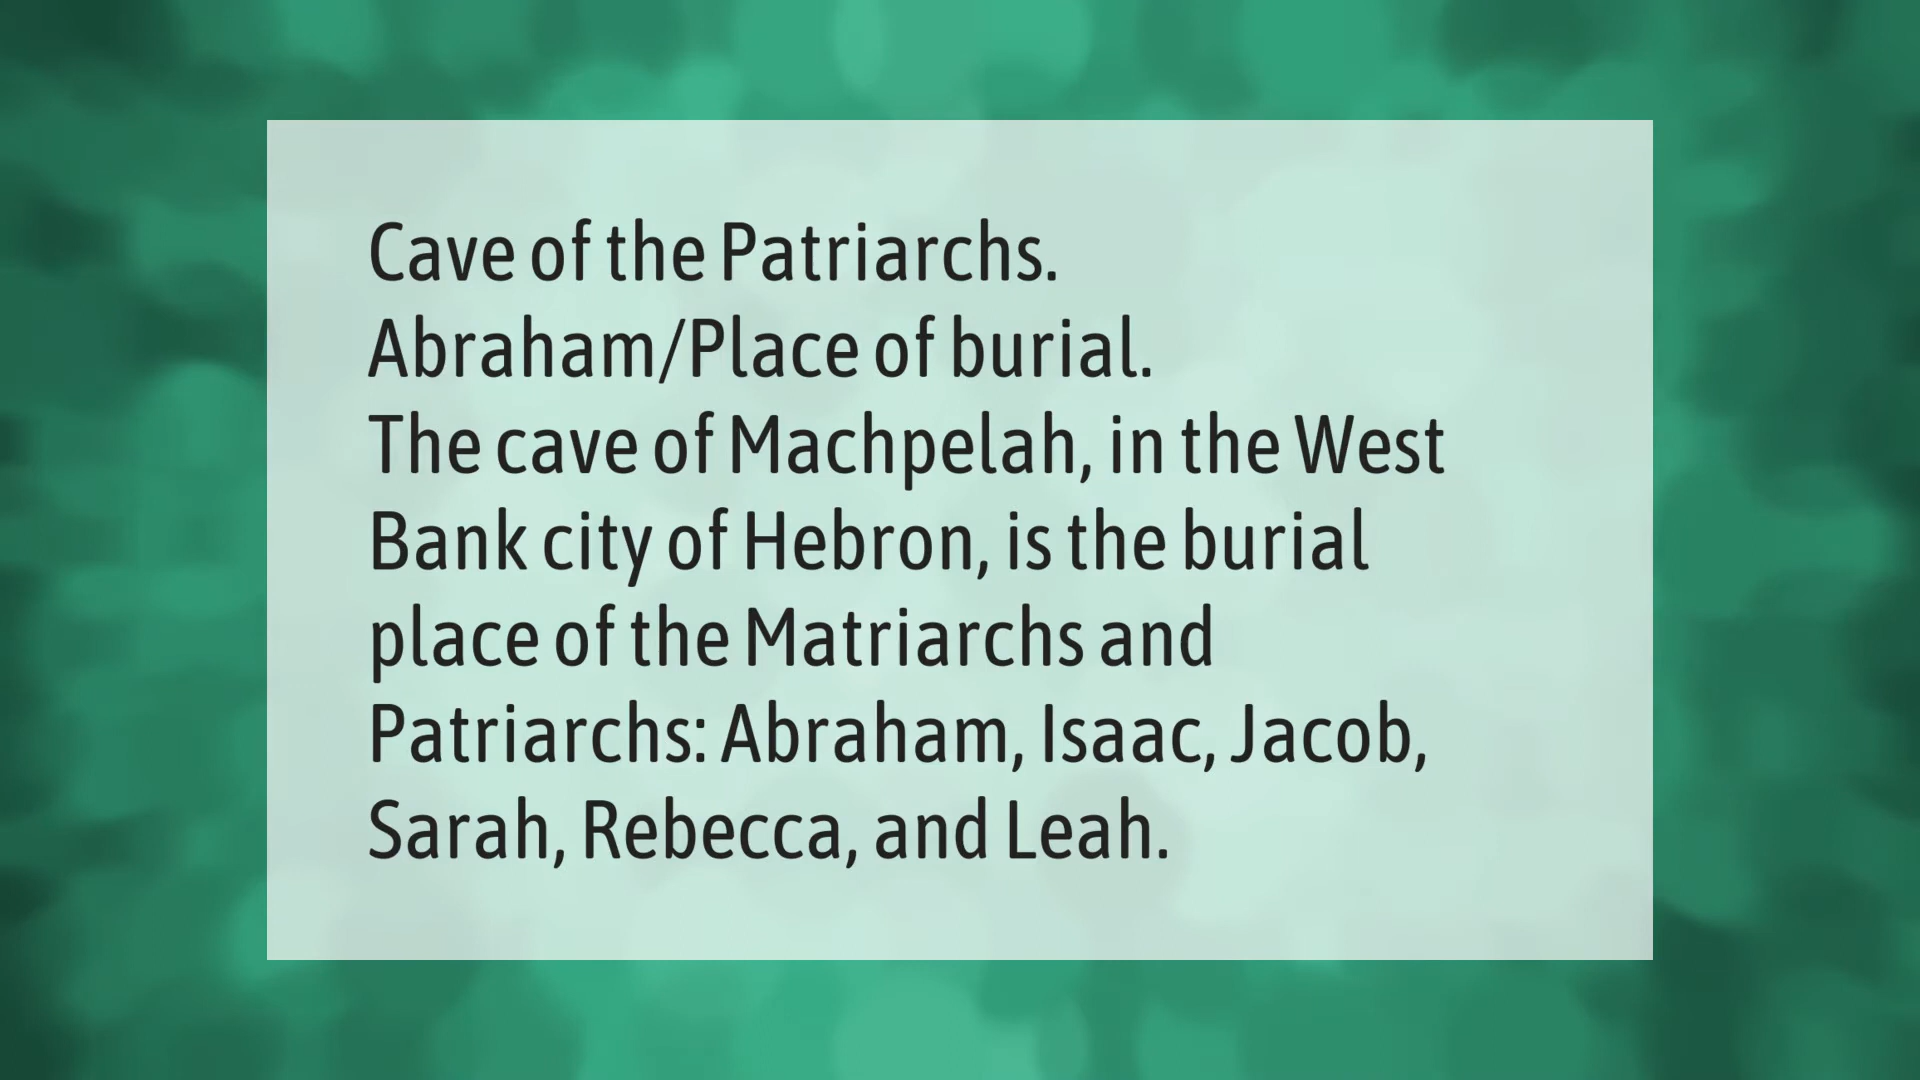 Cave of the Patriarchs.
Abraham/Place of burial.
The cave of Machpelah, in the West
Bank city of Hebron, is the burial
place of the Matriarchs and
Patriarchs: Abraham, Isaac, Jacob,
Sarah, Rebecca, and Leah.